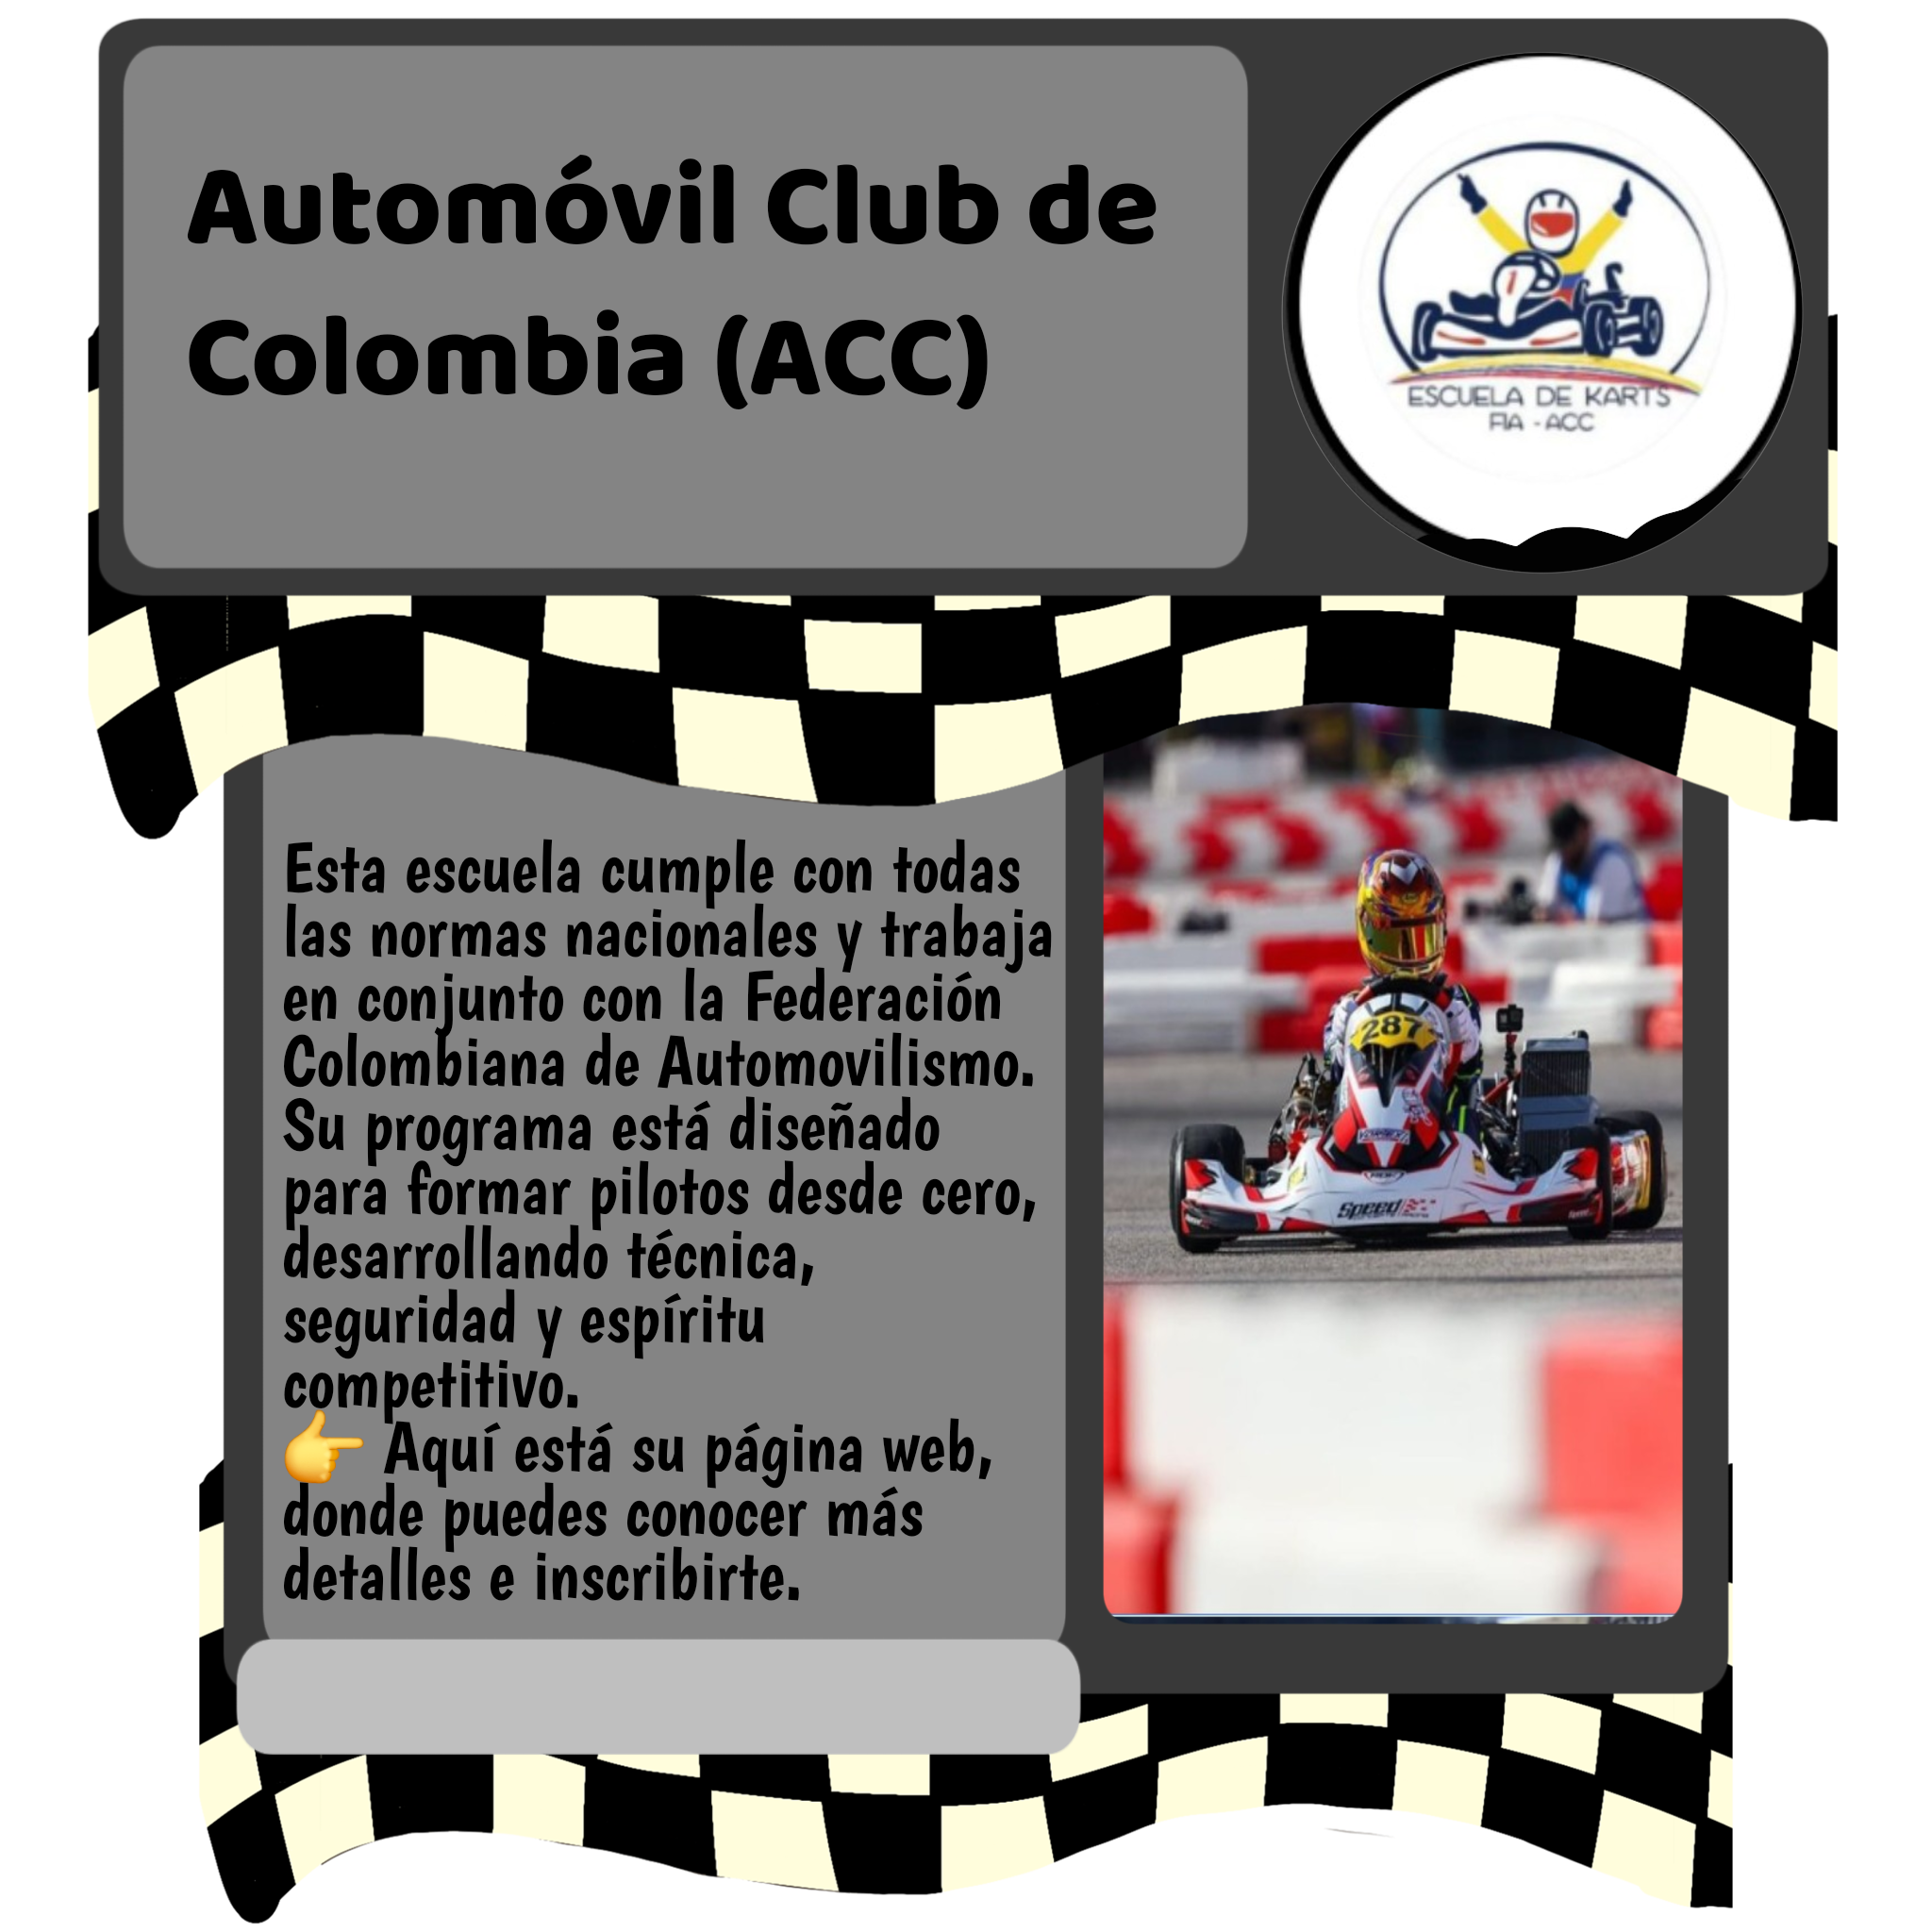 Automóvil Club de
Colombia (ACC)
ESCUELA DE KARTS
FIA - ACC
1
Esta escuela cumple con todas
las normas nacionales y trabaja
en conjunto con la Federación
Colombiana de Automovilismo.
Su programa está diseñado
para formar pilotos desde cero,
desarrollando técnica,
seguridad y espíritu
competitivo.
👉 Aquí está su página web,
donde puedes conocer más
detalles e inscribirte.
287
Speed